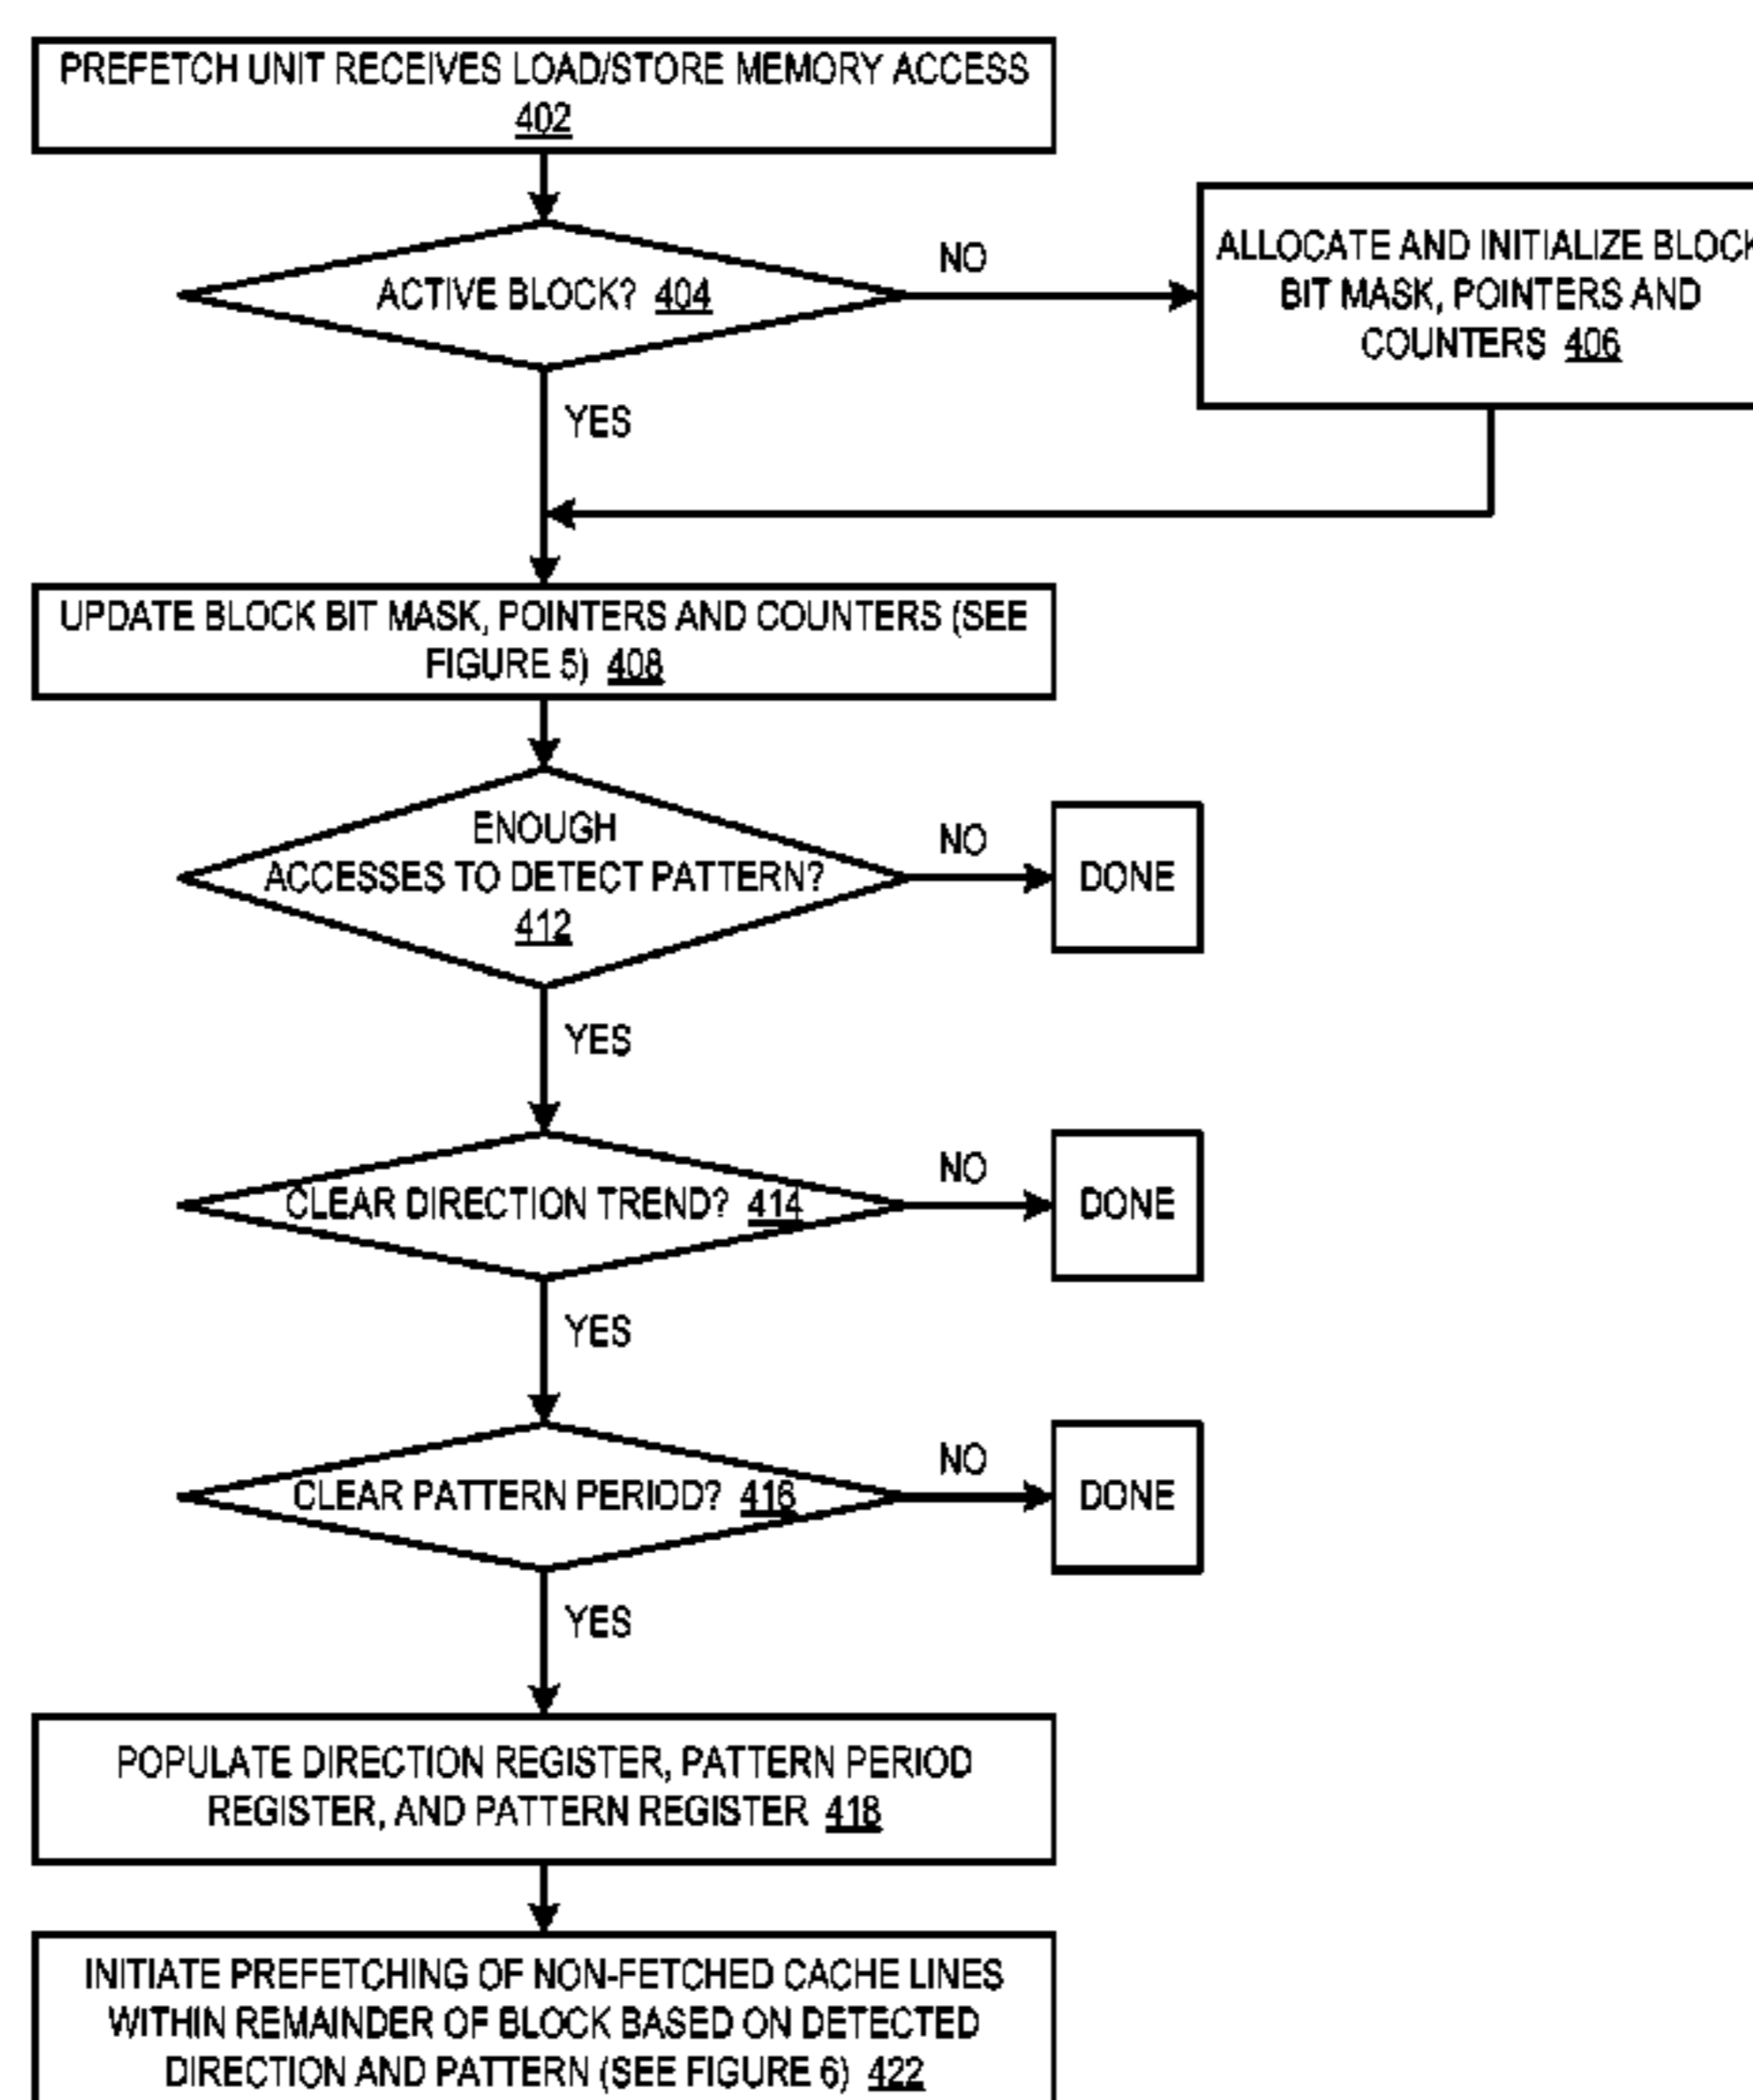 PREFETCH UNIT RECEIVES LOAD/STORE MEMORY ACCESS
402
ACTIVE BLOCK? 404
NO
ALLOCATE AND INITIALIZE BLOCK
BIT MASK, POINTERS AND
COUNTERS 406
YES
UPDATE BLOCK BIT MASK, POINTERS AND COUNTERS (SEE
FIGURE 5) 408
ENOUGH
ACCESSES TO DETECT PATTERN?
412
NO
DONE
YES
CLEAR DIRECTION TREND? 414
NO
DONE
YES
CLEAR PATTERN PERIOD? 416
NO
DONE
YES
POPULATE DIRECTION REGISTER, PATTERN PERIOD
REGISTER, AND PATTERN REGISTER 418
INITIATE PREFETCHING OF NON-FETCHED CACHE LINES
WITHIN REMAINDER OF BLOCK BASED ON DETECTED
DIRECTION AND PATTERN (SEE FIGURE 6) 422